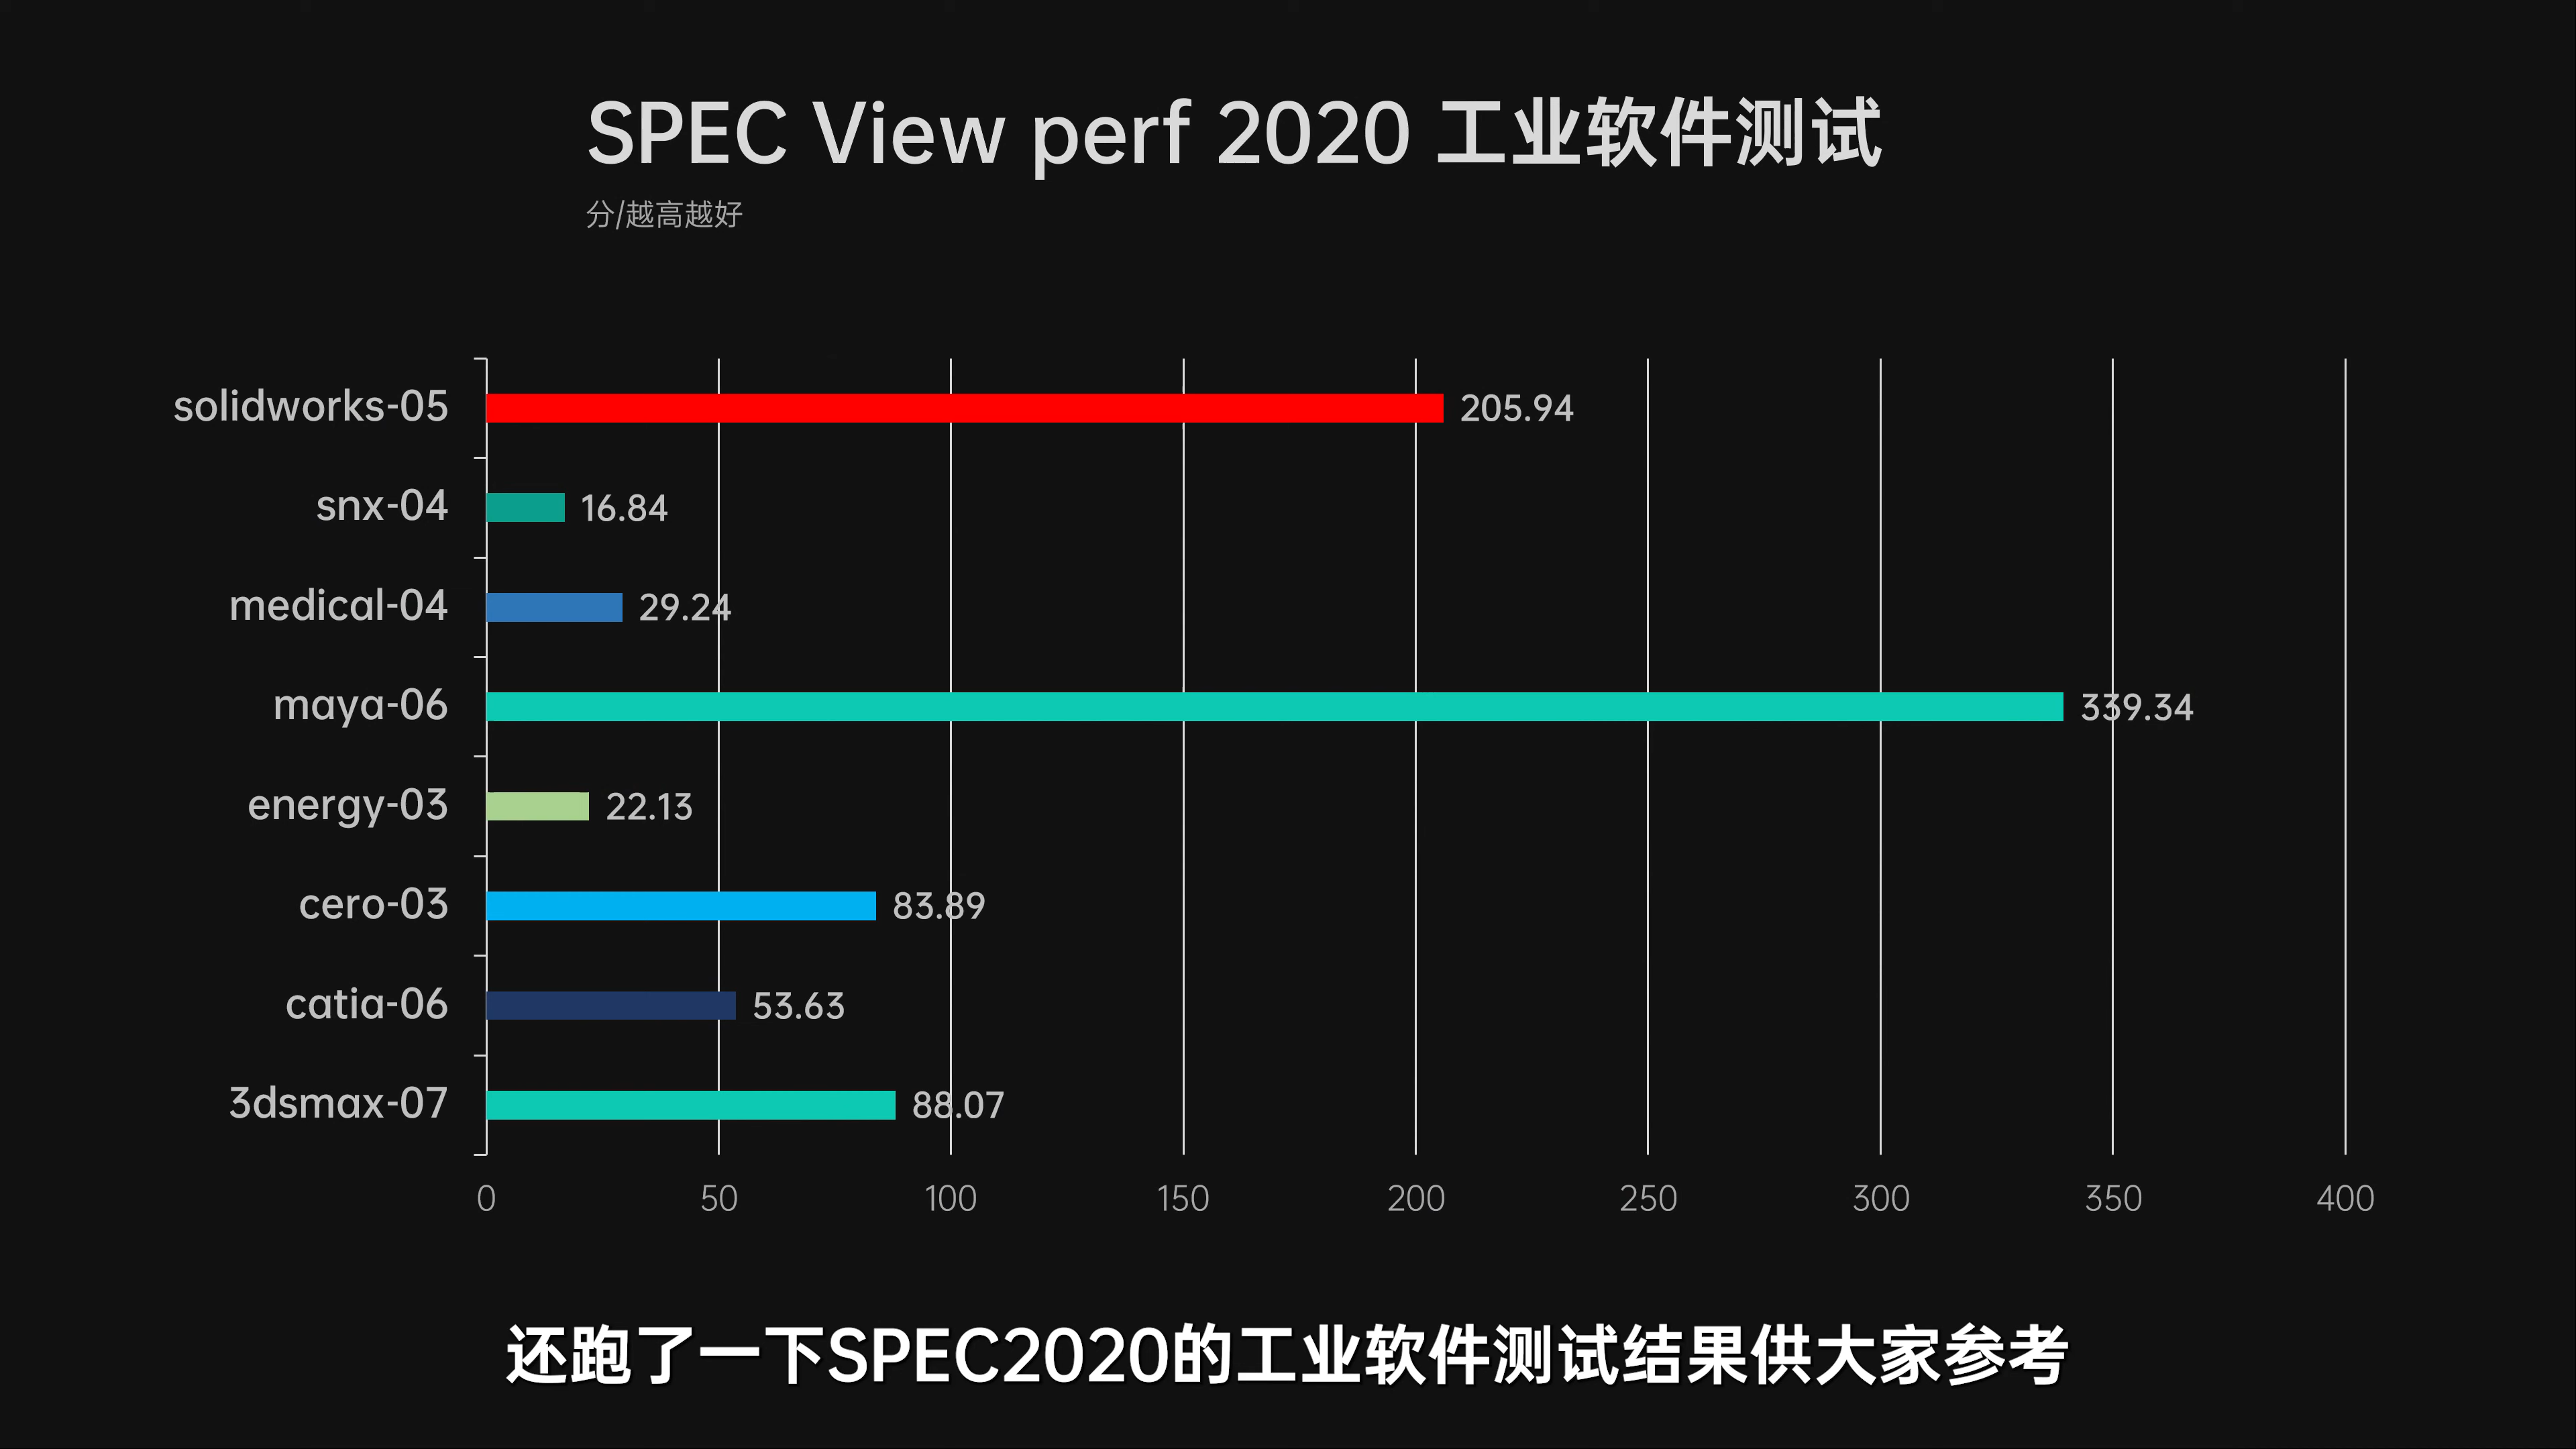 SPEC View perf 2020 工业软件测试
分/越高越好
solidworks-05 205.94
snx-04 16.84
medical-04 29.24
maya-06 339.34
energy-03 22.13
cero-03 83.89
catia-06 53.63
3dsmax-07 88.07
0 50 100 150 200 250 300 350 400
还跑了一下SPEC2020的工业软件测试结果供大家参考